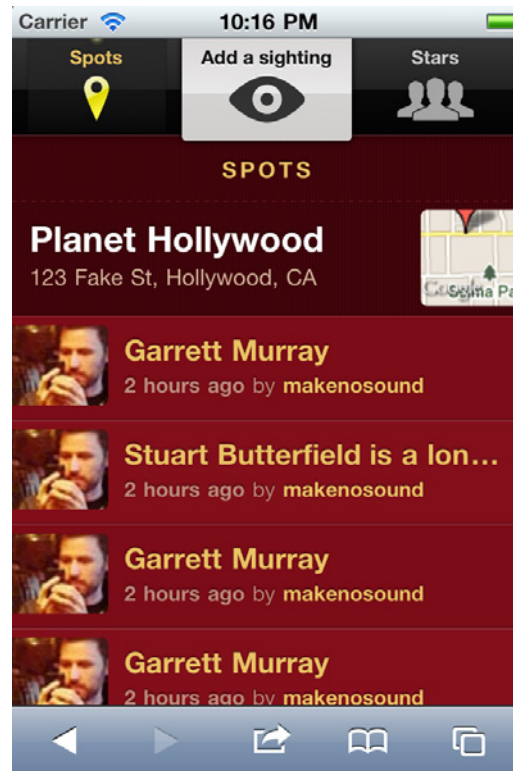 Carrier 10:16 PM
Spots Add a sighting Stars
SPOTS
Planet Hollywood
123 Fake St, Hollywood, CA
Google
Garrett Murray
2 hours ago by makenosound
Stuart Butterfield is a lon…
2 hours ago by makenosound
Garrett Murray
2 hours ago by makenosound
Garrett Murray
2 hours ago by makenosound